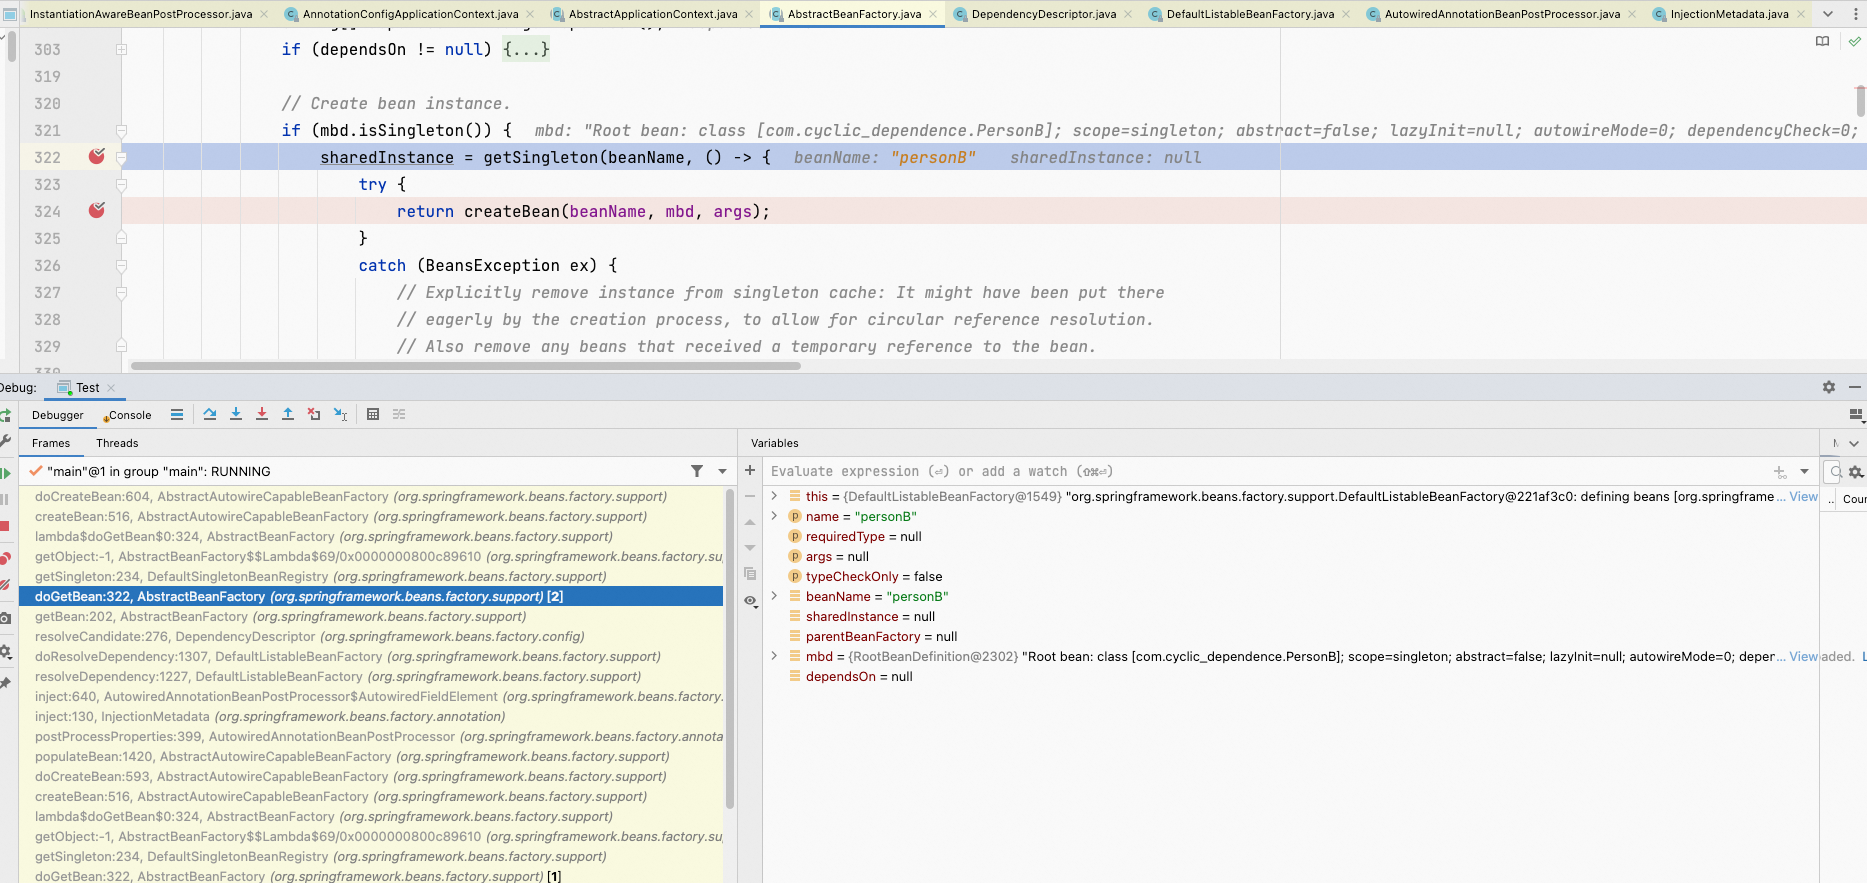 InstantiationAwareBeanPostProcessor.java AnnotationConfigApplicationContext.java AbstractApplicationContext.java AbstractBeanFactory.java DependencyDescriptor.java DefaultListableBeanFactory.java AutowiredAnnotationBeanPostProcessor.java InjectionMetadata.java
303 if (dependsOn != null) {...}
319
320 // Create bean instance.
321 if (mbd.isSingleton()) { mbd: "Root bean: class [com.cyclic_dependence.PersonB]; scope=singleton; abstract=false; lazyInit=null; autowireMode=0; dependencyCheck=0;
322 sharedInstance = getSingleton(beanName, () -> { beanName: "personB" sharedInstance: null
323 try {
324 return createBean(beanName, mbd, args);
325 }
326 catch (BeansException ex) {
327 // Explicitly remove instance from singleton cache: It might have been put there
328 // eagerly by the creation process, to allow for circular reference resolution.
329 // Also remove any beans that received a temporary reference to the bean.
Debug: Test
Debugger Console
Frames Threads
"main"@1 in group "main": RUNNING
doCreateBean:604, AbstractAutowireCapableBeanFactory (org.springframework.beans.factory.support)
createBean:516, AbstractAutowireCapableBeanFactory (org.springframework.beans.factory.support)
lambda$doGetBean$0:324, AbstractBeanFactory (org.springframework.beans.factory.support)
getObject:-1, AbstractBeanFactory$$Lambda$69/0x0000000800c89610 (org.springframework.beans.factory.su
getSingleton:234, DefaultSingletonBeanRegistry (org.springframework.beans.factory.support)
doGetBean:322, AbstractBeanFactory (org.springframework.beans.factory.support) [2]
getBean:202, AbstractBeanFactory (org.springframework.beans.factory.support)
resolveCandidate:276, DependencyDescriptor (org.springframework.beans.factory.config)
doResolveDependency:1307, DefaultListableBeanFactory (org.springframework.beans.factory.support)
resolveDependency:1227, DefaultListableBeanFactory (org.springframework.beans.factory.support)
inject:640, AutowiredAnnotationBeanPostProcessor$AutowiredFieldElement (org.springframework.beans.factory.
inject:130, InjectionMetadata (org.springframework.beans.factory.annotation)
postProcessProperties:399, AutowiredAnnotationBeanPostProcessor (org.springframework.beans.factory.annota
populateBean:1420, AbstractAutowireCapableBeanFactory (org.springframework.beans.factory.support)
doCreateBean:593, AbstractAutowireCapableBeanFactory (org.springframework.beans.factory.support)
createBean:516, AbstractAutowireCapableBeanFactory (org.springframework.beans.factory.support)
lambda$doGetBean$0:324, AbstractBeanFactory (org.springframework.beans.factory.support)
getObject:-1, AbstractBeanFactory$$Lambda$69/0x0000000800c89610 (org.springframework.beans.factory.su
getSingleton:234, DefaultSingletonBeanRegistry (org.springframework.beans.factory.support)
doGetBean:322, AbstractBeanFactory (org.springframework.beans.factory.support) [1]
Variables
Evaluate expression (⏎) or add a watch (⇧⌘⏎)
this = {DefaultListableBeanFactory@1549} "org.springframework.beans.factory.support.DefaultListableBeanFactory@221af3c0: defining beans [org.springframe ... View
name = "personB"
requiredType = null
args = null
typeCheckOnly = false
beanName = "personB"
sharedInstance = null
parentBeanFactory = null
mbd = {RootBeanDefinition@2302} "Root bean: class [com.cyclic_dependence.PersonB]; scope=singleton; abstract=false; lazyInit=null; autowireMode=0; deper... View
dependsOn = null
Cour
aded.